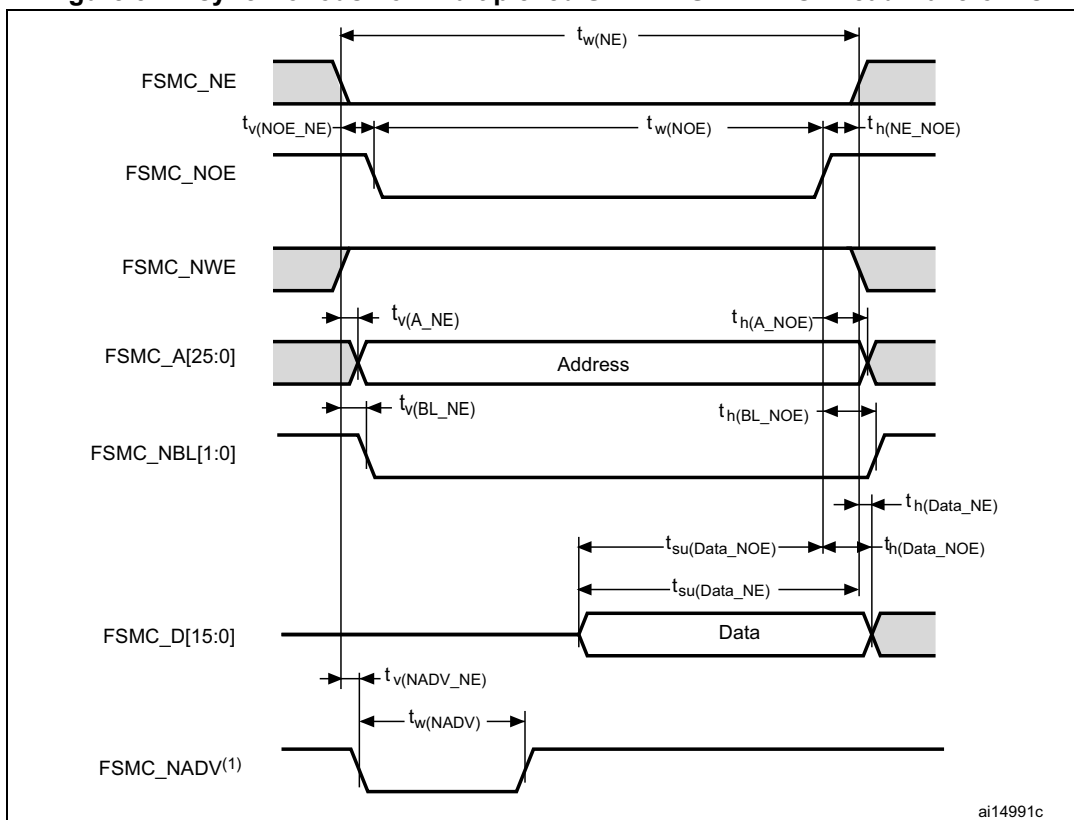 tw(NE)
FSMC_NE
tv(NOE_NE)
tw(NOE)
th(NE_NOE)
FSMC_NOE
FSMC_NWE
tv(A_NE)
th(A_NOE)
FSMC_A[25:0]
Address
tv(BL_NE)
th(BL_NOE)
FSMC_NBL[1:0]
th(Data_NE)
tsu(Data_NOE)
th(Data_NOE)
tsu(Data_NE)
FSMC_D[15:0]
Data
tv(NADV_NE)
tw(NADV)
FSMC_NADV(1)
ai14991c